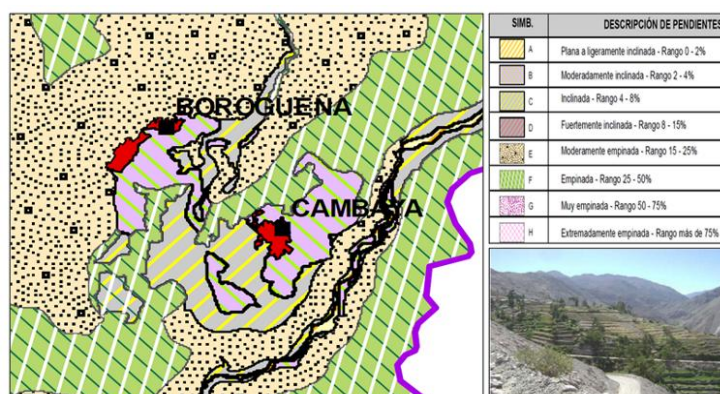 BOROGUEÑA
CAMBAYA
SIMB. DESCRIPCIÓN DE PENDIENTES
A Plana a ligeramente inclinada - Rango 0 - 2%
B Moderadamente inclinada - Rango 2 - 4%
C Inclinada - Rango 4 - 8%
D Fuertemente inclinada - Rango 8 - 15%
E Moderamente empinada - Rango 15 - 25%
F Empinada - Rango 25 - 50%
G Muy empinada - Rango 50 - 75%
H Extremadamente empinada - Rango más de 75%